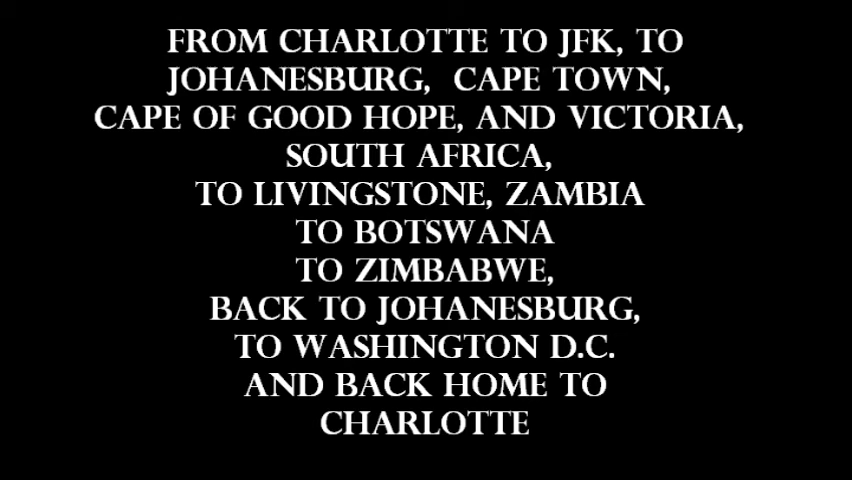 FROM CHARLOTTE TO JFK, TO
JOHANESBURG, CAPE TOWN,
CAPE OF GOOD HOPE, AND VICTORIA,
SOUTH AFRICA,
TO LIVINGSTONE, ZAMBIA
TO BOTSWANA
TO ZIMBABWE,
BACK TO JOHANESBURG,
TO WASHINGTON D.C.
AND BACK HOME TO
CHARLOTTE